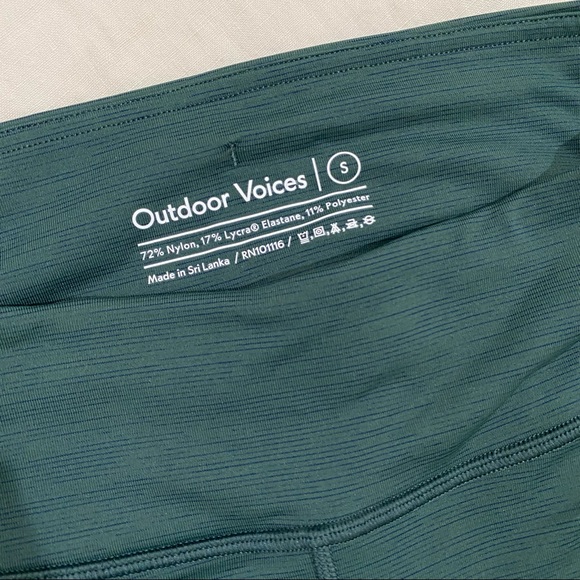 Outdoor Voices | S
72% Nylon, 17% Lycra® Elastane, 11% Polyester
Made in Sri Lanka / RN101116 /